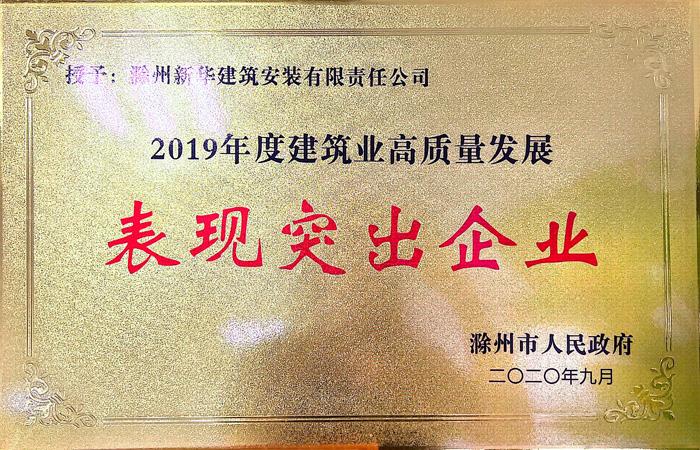 授予：滁州新华建筑安装有限责任公司
2019年度建筑业高质量发展
表现突出企业
滁州市人民政府
二〇二〇年九月